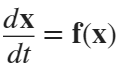 d𝐱/dt = 𝐟(𝐱)